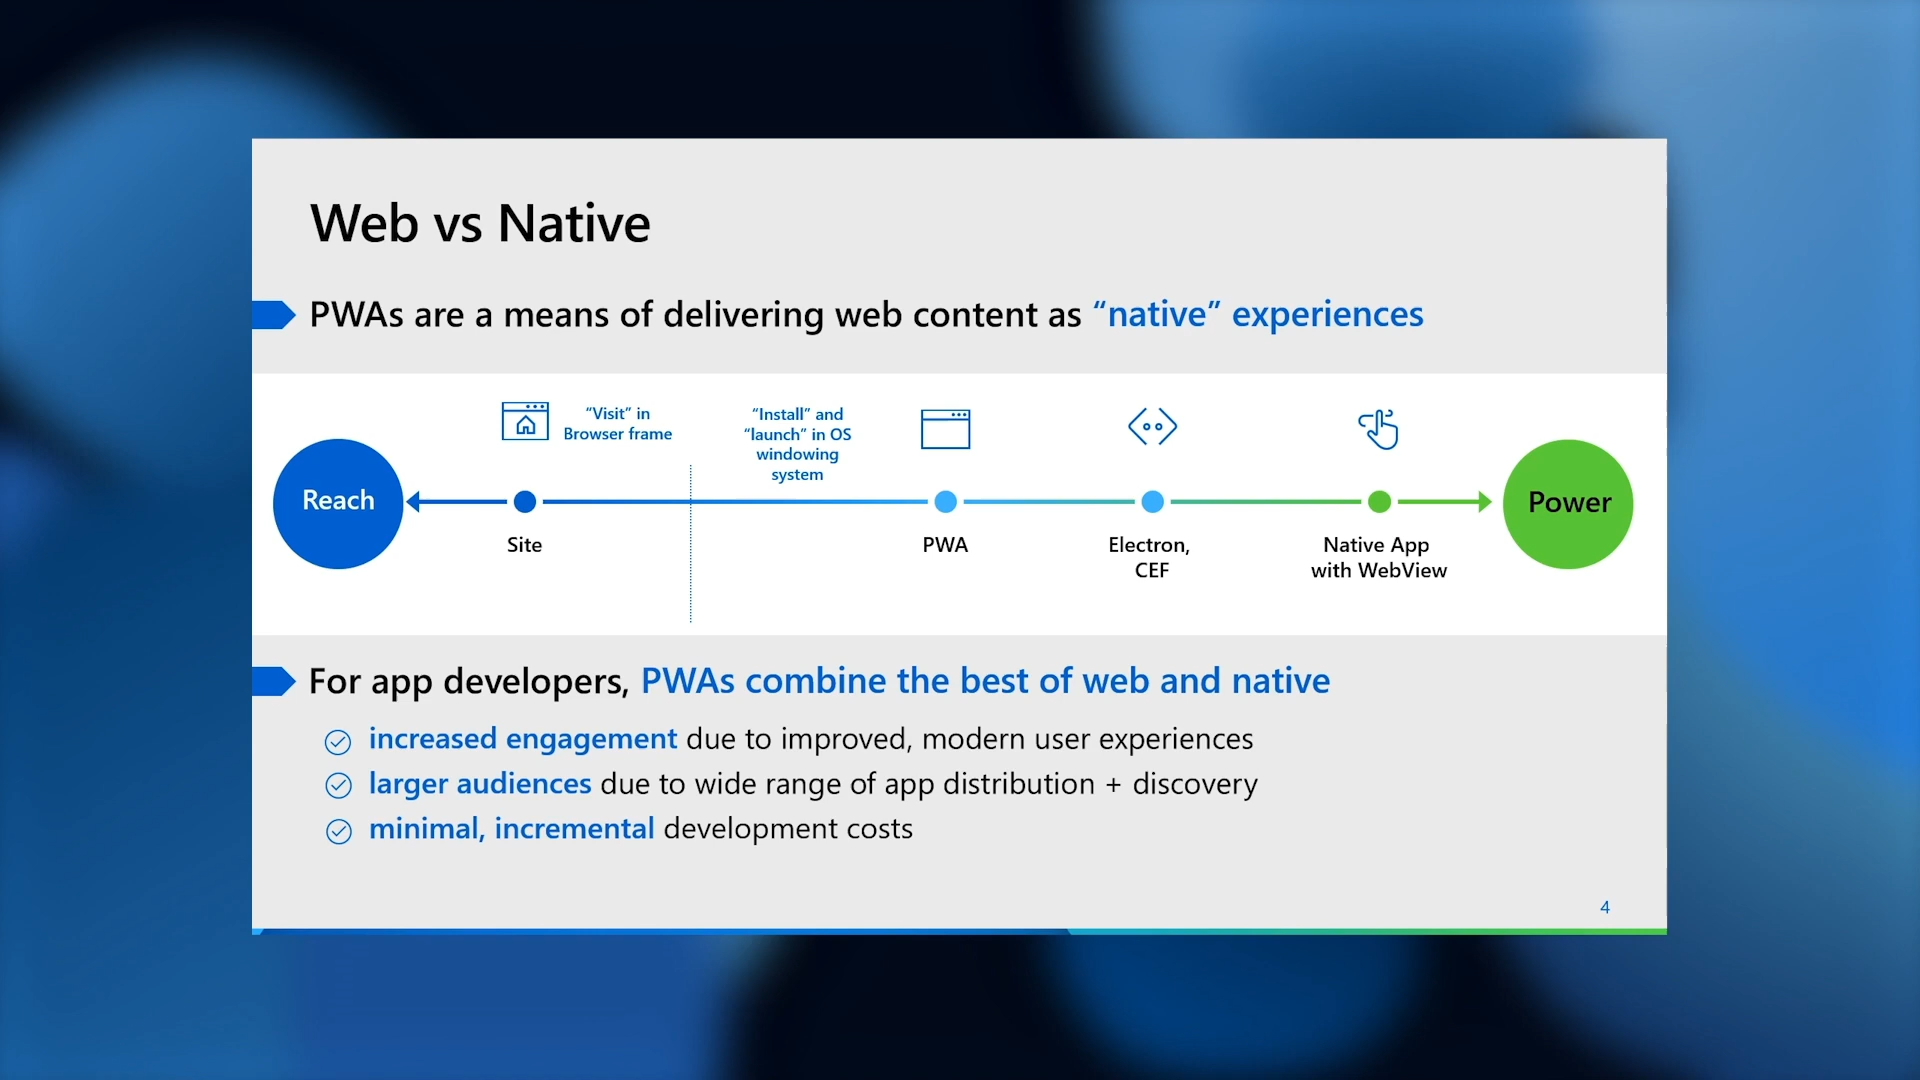 Web vs Native
PWAs are a means of delivering web content as “native” experiences
“Visit” in
Browser frame
“Install” and
“launch” in OS
windowing
system
Reach
Power
Site
PWA
Electron,
CEF
Native App
with WebView
For app developers, PWAs combine the best of web and native
increased engagement due to improved, modern user experiences
larger audiences due to wide range of app distribution + discovery
minimal, incremental development costs
4